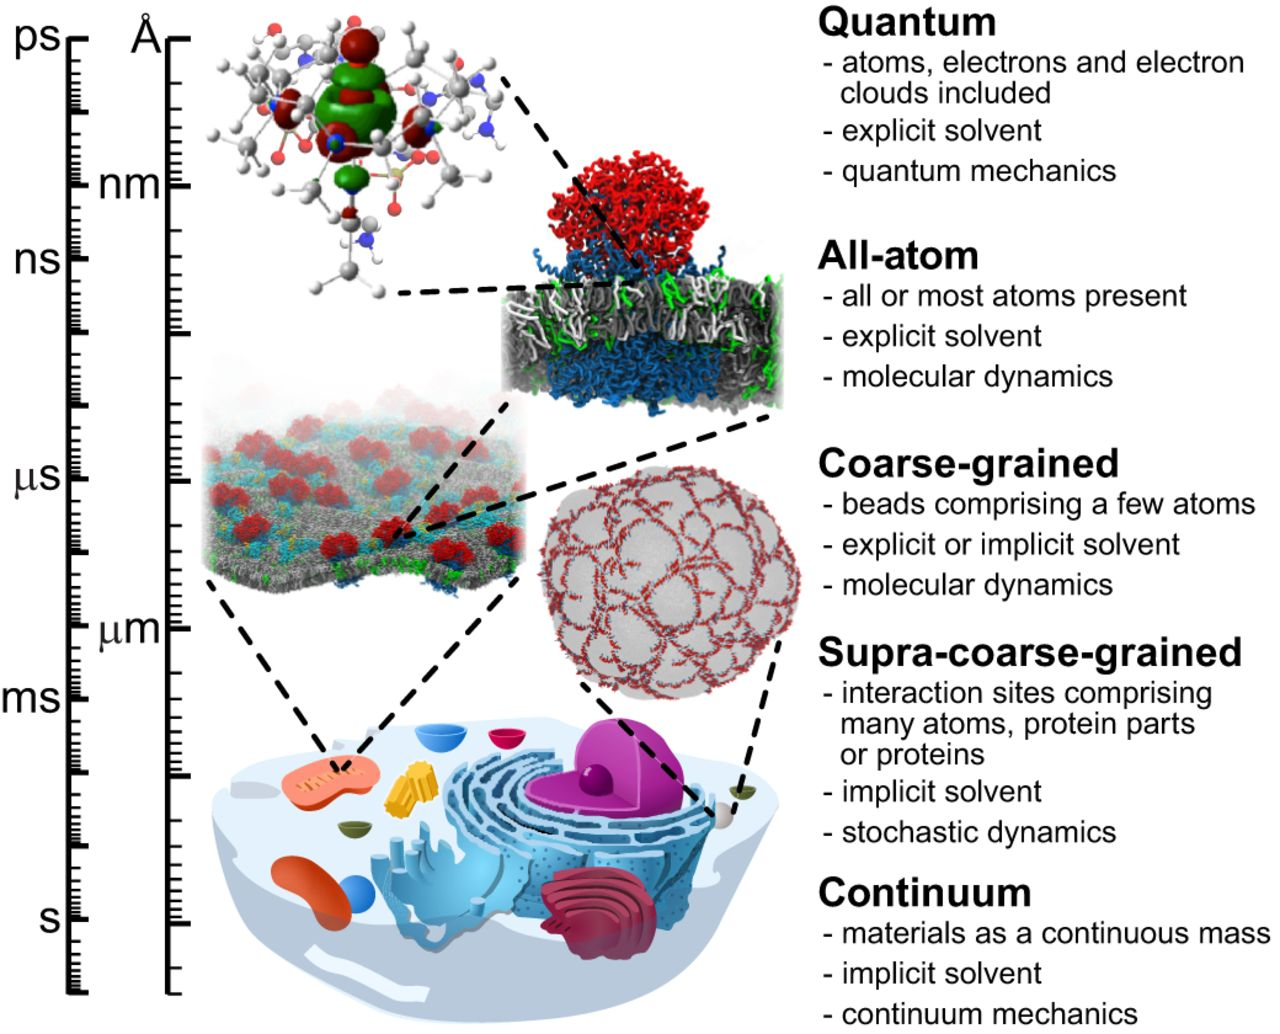 ps
ns
μs
ms
s
Å
nm
μm
Quantum
- atoms, electrons and electron
clouds included
- explicit solvent
- quantum mechanics
All-atom
- all or most atoms present
- explicit solvent
- molecular dynamics
Coarse-grained
- beads comprising a few atoms
- explicit or implicit solvent
- molecular dynamics
Supra-coarse-grained
- interaction sites comprising
many atoms, protein parts
or proteins
- implicit solvent
- stochastic dynamics
Continuum
- materials as a continuous mass
- implicit solvent
- continuum mechanics